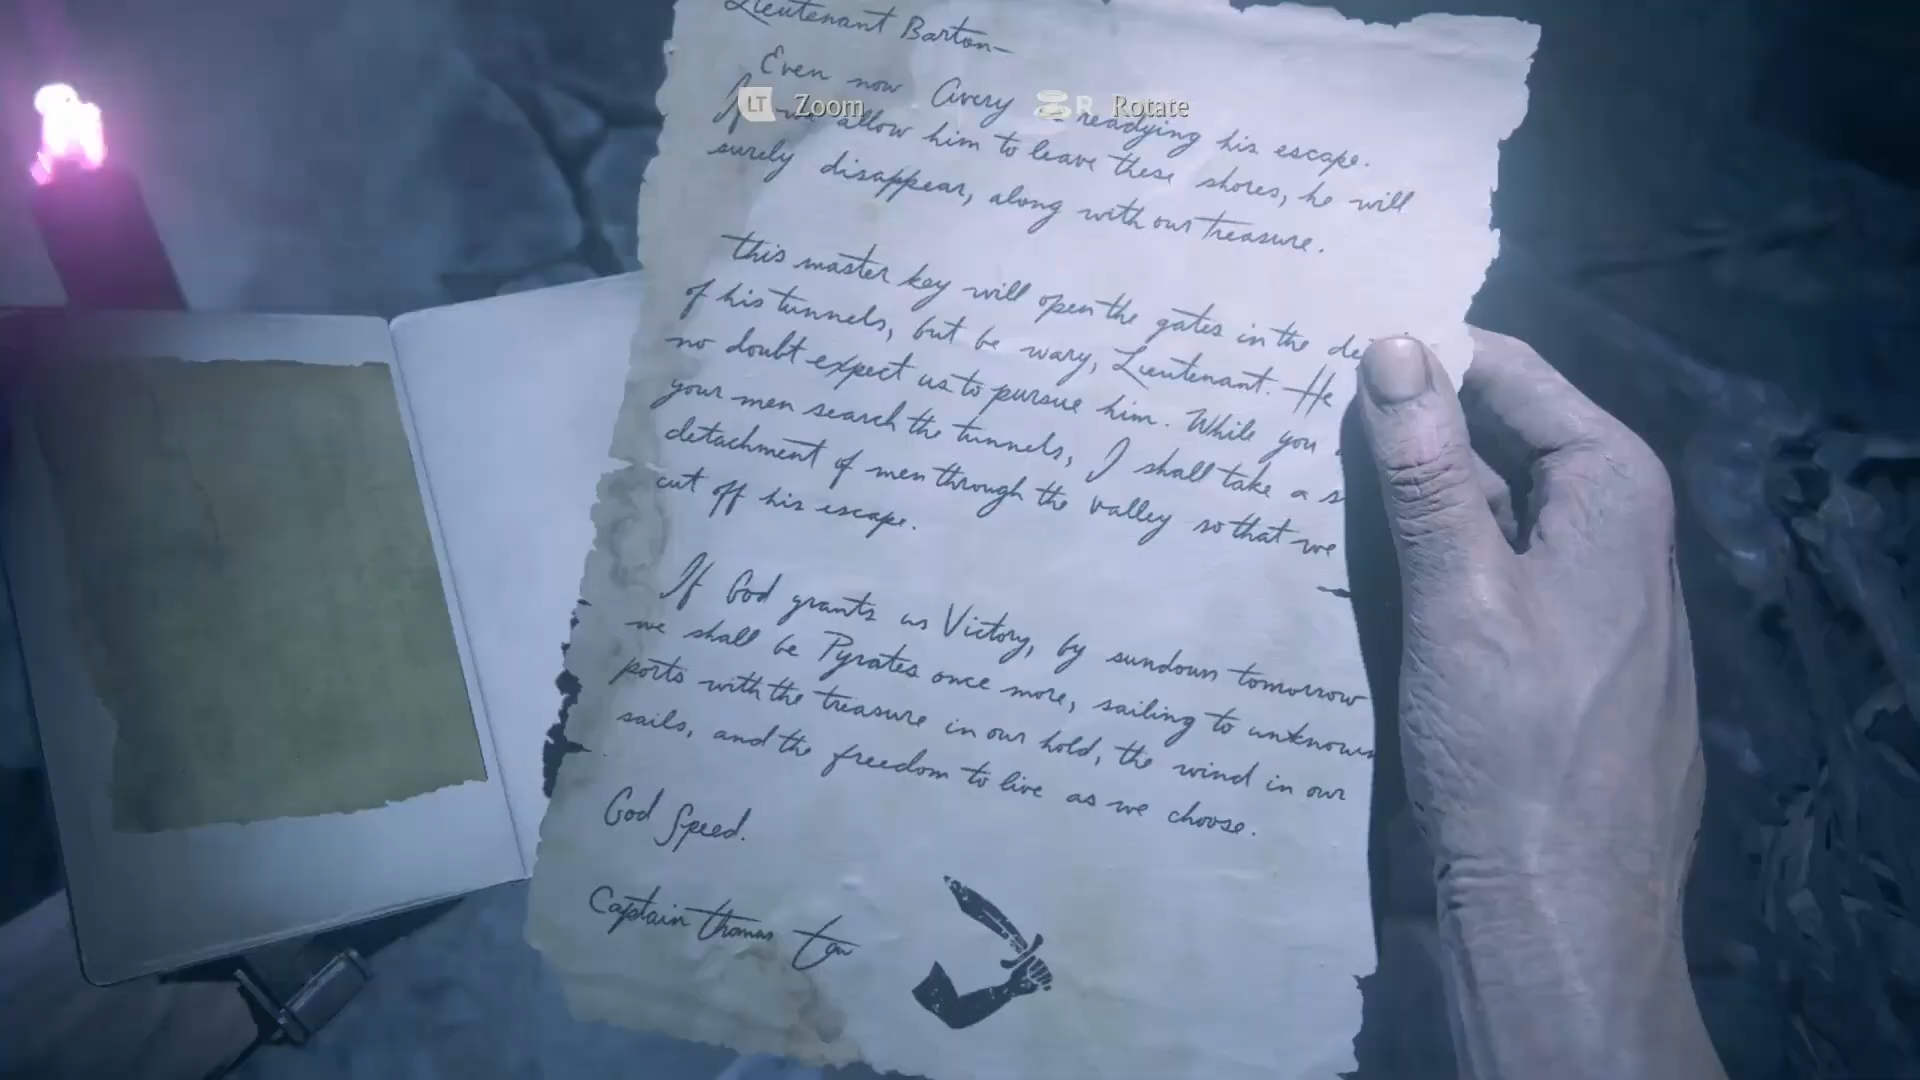 Lieutenant Barton—
Even now Avery readying his escape.
LT Zoom R Rotate
If we allow him to leave these shores, he will
surely disappear, along with our treasure.
This master key will open the gates in the
of his tunnels, but be wary, Lieutenant. He
no doubt expect us to pursue him. While you
your men search the tunnels, I shall take a
detachment of men through the valley so that we
cut off his escape.
If God grants us Victory, by sundown tomorrow
we shall be Pyrates once more, sailing to unknown
ports with the treasure in our hold, the wind in our
sails, and the freedom to live as we choose.
God Speed.
Captain Thomas Tew